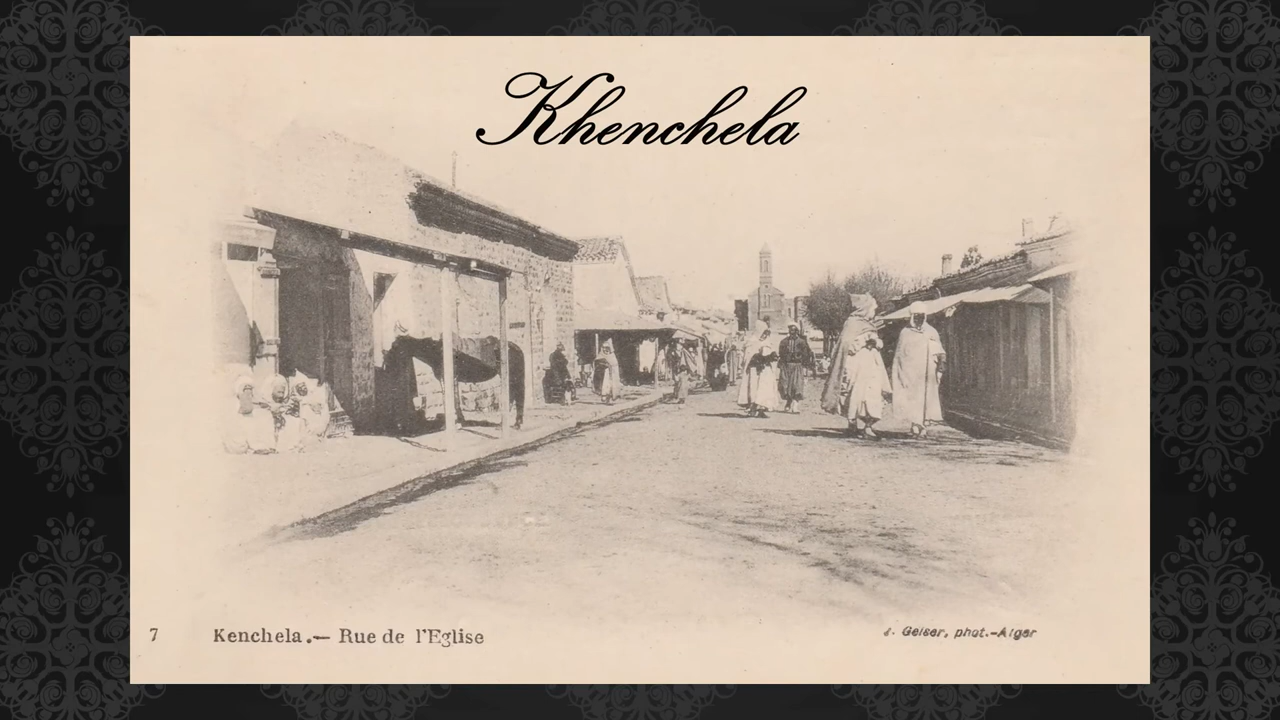 Khenchela
7 Kenchela.— Rue de l'Eglise
J. Geiser, phot.-Alger